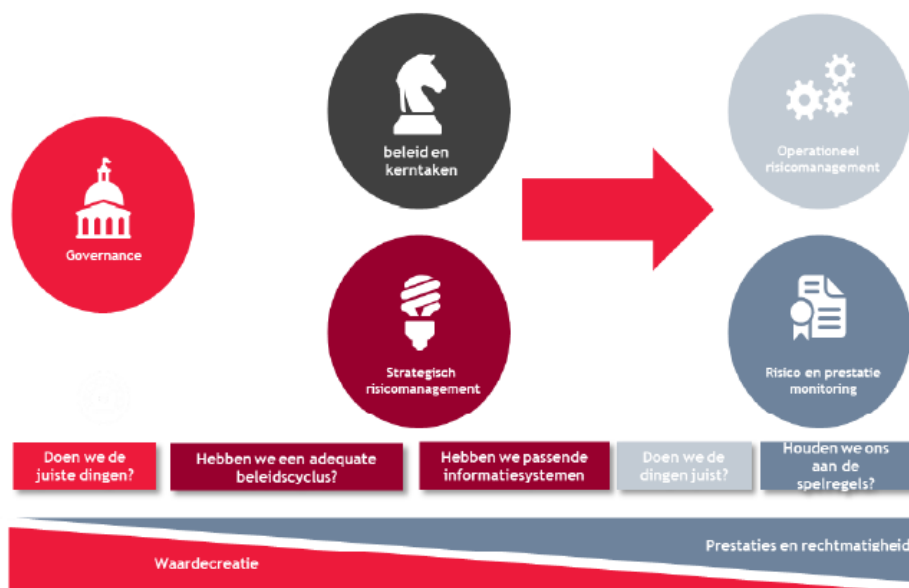 beleid en
kerntaken
Operationeel
risicomanagement
Governance
Strategisch
risicomanagement
Risico en prestatie
monitoring
Doen we de
juiste dingen?
Hebben we een adequate
beleidscyclus?
Hebben we passende
informatiesystemen
Doen we de
dingen juist?
Houden we ons
aan de
spelregels?
Prestaties en rechtmatigheid
Waardecreatie